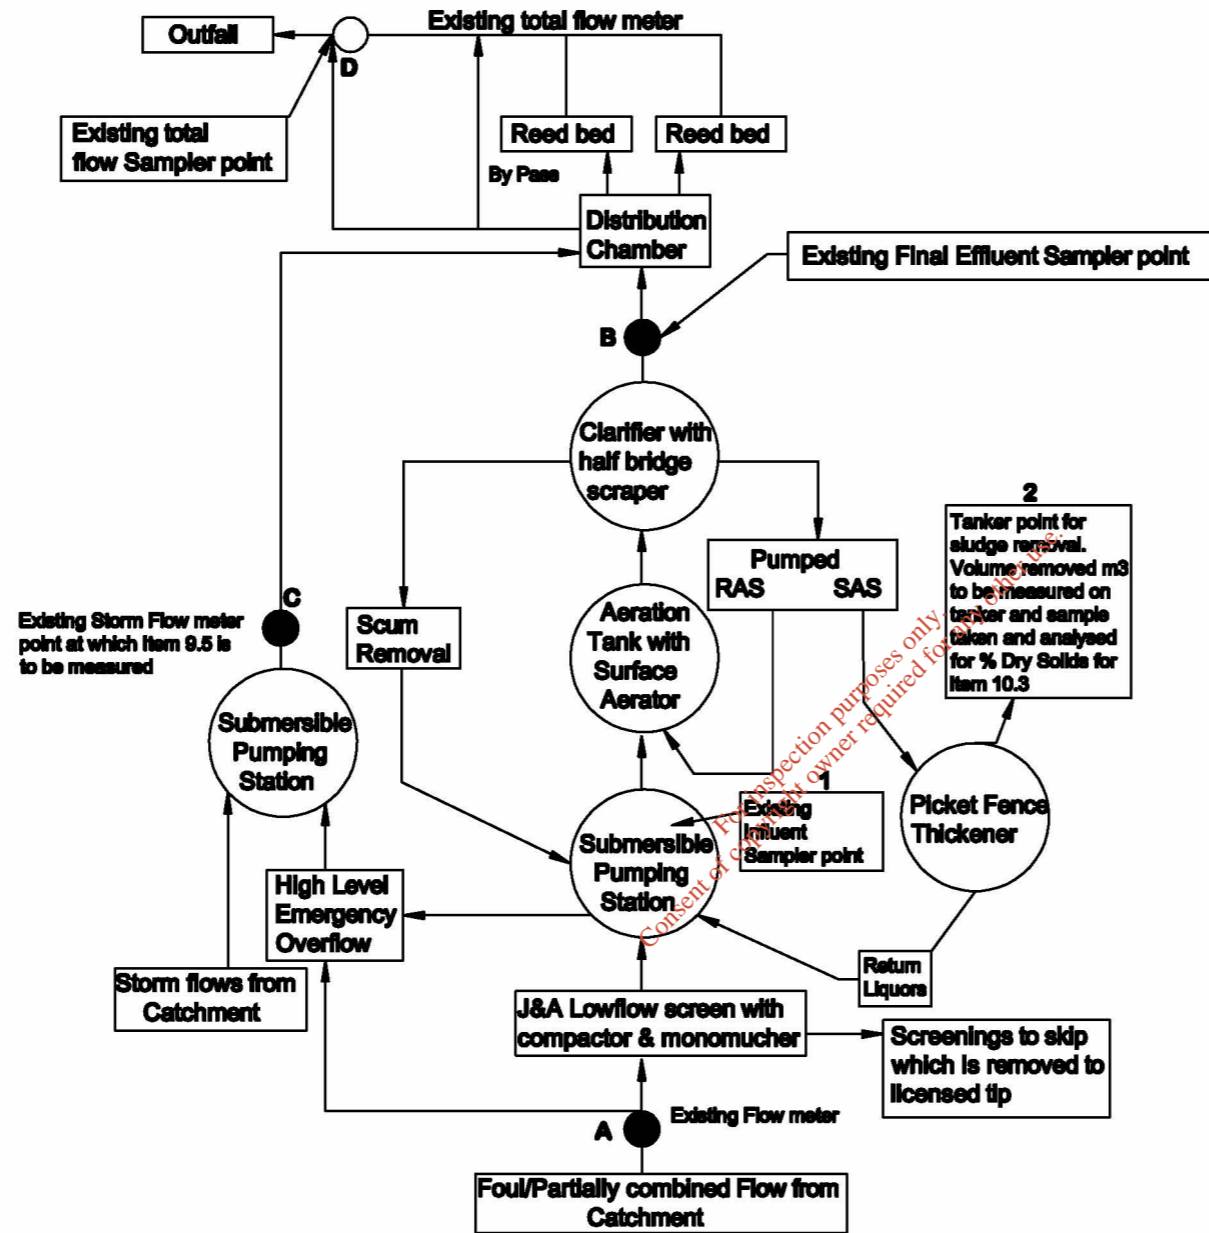 Existing total flow meter
Outfall
D
Existing total
flow Sampler point
Reed bed
Reed bed
By Pass
Distribution
Chamber
Existing Final Effluent Sampler point
B
Clarifier with
half bridge
scraper
2
Tanker point for
sludge removal.
Volume removed m3
to be measured on
tanker and sample
taken and analysed
for % Dry Solids for
Item 10.3
Pumped
RAS SAS
C
Existing Storm Flow meter
point at which Item 9.5 is
to be measured
Scum
Removal
Aeration
Tank with
Surface
Aerator
Submersible
Pumping
Station
1
Existing
Influent
Sampler point
Picket Fence
Thickener
Submersible
Pumping
Station
High Level
Emergency
Overflow
Storm flows from
Catchment
Return
Liquors
J&A Lowflow screen with
compactor & monomucher
Screenings to skip
which is removed to
licensed tip
A
Existing Flow meter
Foul/Partially combined Flow from
Catchment
For inspection purposes only.
Consent of copyright owner required for any other use.